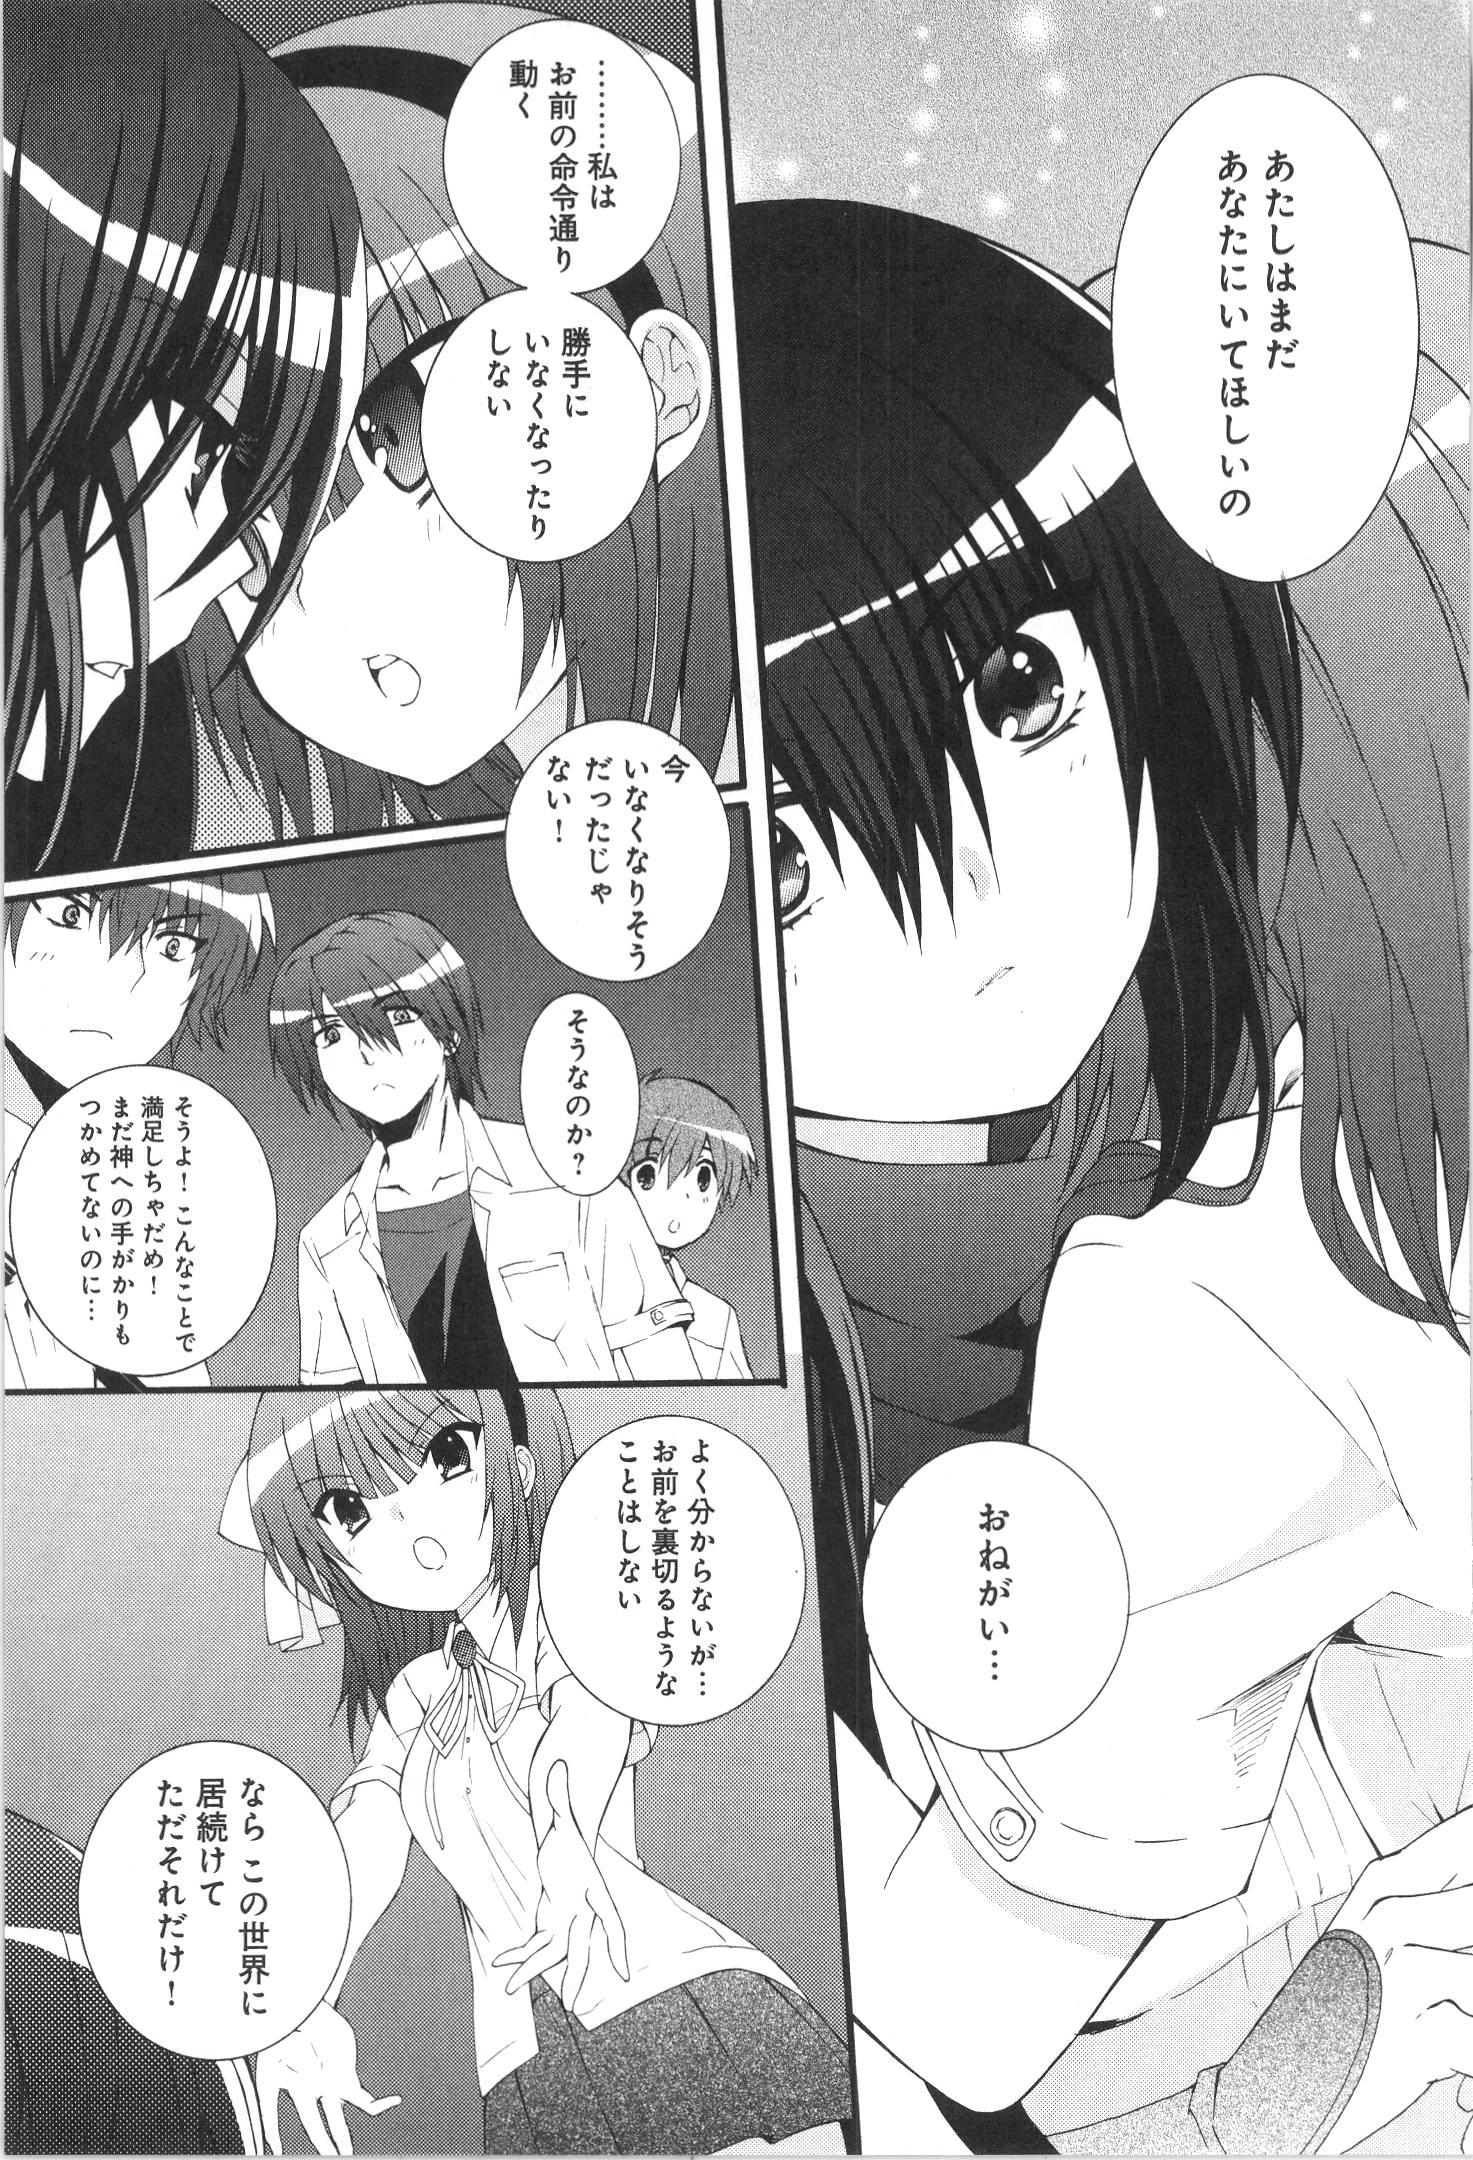 あたしはまだ
あなたにいてほしいの
おねがい…
………私は
お前の命令通り
動く
勝手に
いなくなったり
しない
今
いなくなりそう
だったじゃ
ない！
そうなのか？
そうよ！こんなことで
満足しちゃだめ！
まだ神への手がかりも
つかめてないのに…
よく分からないが…
お前を裏切るような
ことはしない
なら この世界に
居続けて
ただそれだけ！